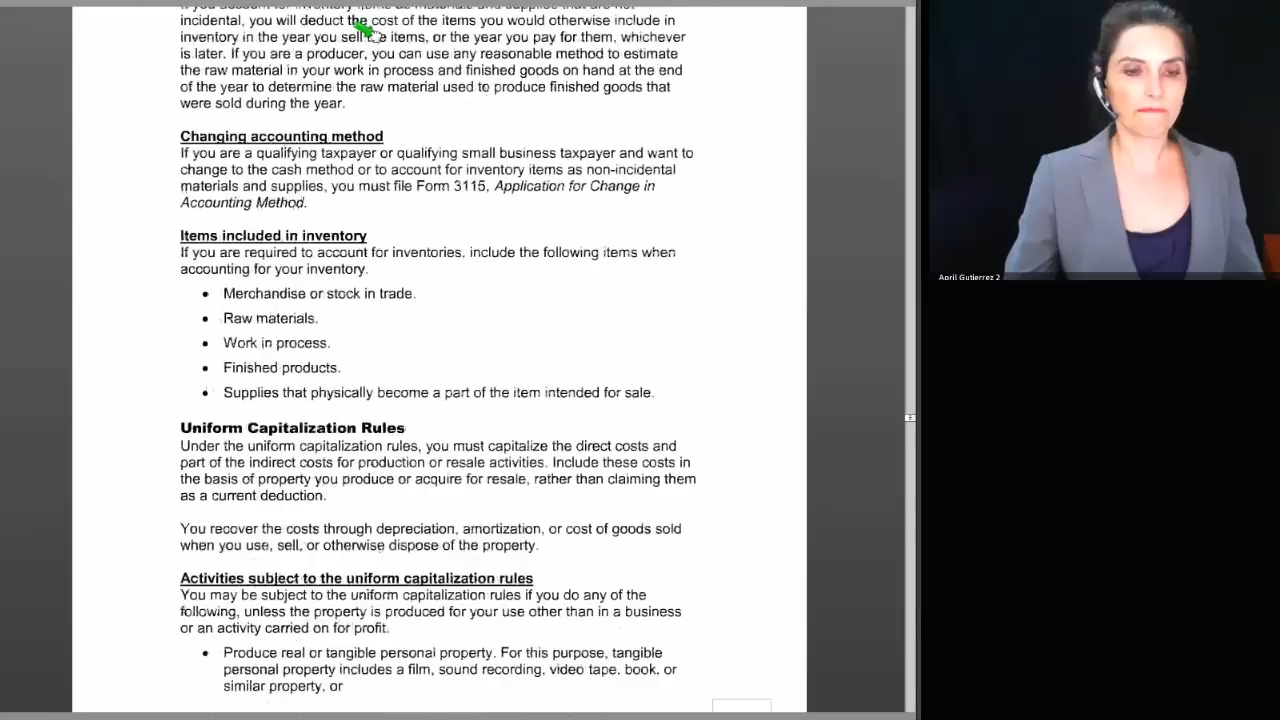 incidental, you will deduct the cost of the items you would otherwise include in
inventory in the year you sell the items, or the year you pay for them, whichever
is later. If you are a producer, you can use any reasonable method to estimate
the raw material in your work in process and finished goods on hand at the end
of the year to determine the raw material used to produce finished goods that
were sold during the year.
Changing accounting method
If you are a qualifying taxpayer or qualifying small business taxpayer and want to
change to the cash method or to account for inventory items as non-incidental
materials and supplies, you must file Form 3115, Application for Change in
Accounting Method.
Items included in inventory
If you are required to account for inventories, include the following items when
accounting for your inventory.
• Merchandise or stock in trade.
• Raw materials.
• Work in process.
• Finished products.
• Supplies that physically become a part of the item intended for sale.
Uniform Capitalization Rules
Under the uniform capitalization rules, you must capitalize the direct costs and
part of the indirect costs for production or resale activities. Include these costs in
the basis of property you produce or acquire for resale, rather than claiming them
as a current deduction.
You recover the costs through depreciation, amortization, or cost of goods sold
when you use, sell, or otherwise dispose of the property.
Activities subject to the uniform capitalization rules
You may be subject to the uniform capitalization rules if you do any of the
following, unless the property is produced for your use other than in a business
or an activity carried on for profit.
• Produce real or tangible personal property. For this purpose, tangible
personal property includes a film, sound recording, video tape, book, or
similar property, or
April Gutierrez 2